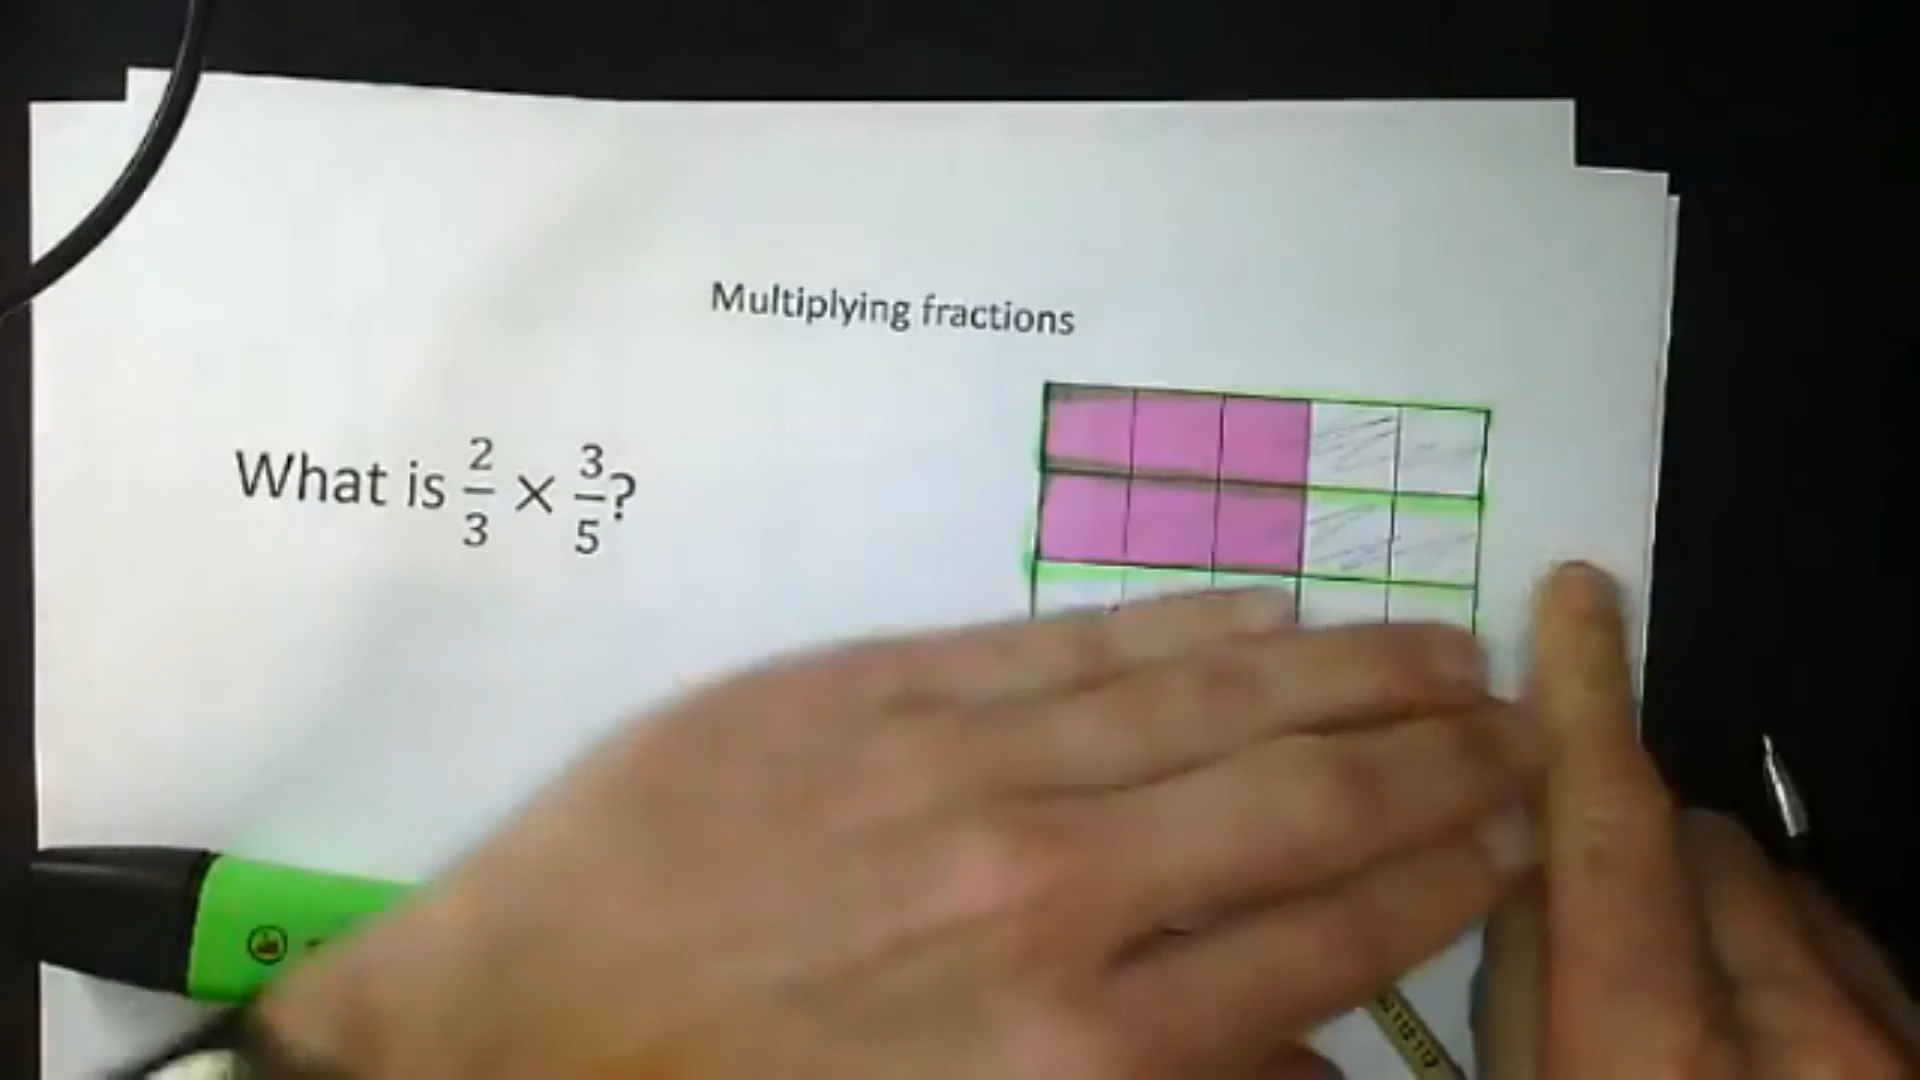 Multiplying fractions
What is 2/3 × 3/5?